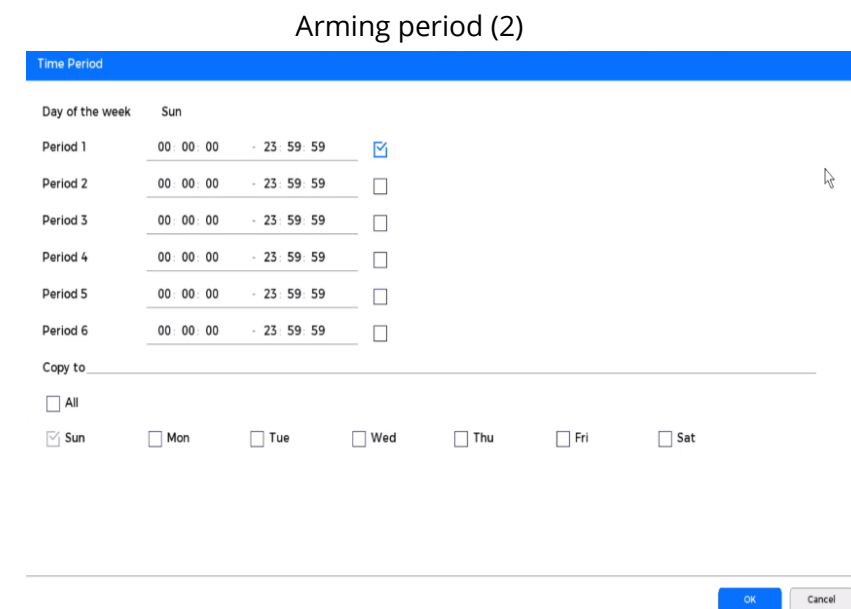 Arming period (2)
Time Period
Day of the week Sun
Period 1 00: 00: 00 - 23: 59: 59
Period 2 00: 00: 00 - 23: 59: 59
Period 3 00: 00: 00 - 23: 59: 59
Period 4 00: 00: 00 - 23: 59: 59
Period 5 00: 00: 00 - 23: 59: 59
Period 6 00: 00: 00 - 23: 59: 59
Copy to
All
Sun Mon Tue Wed Thu Fri Sat
OK Cancel